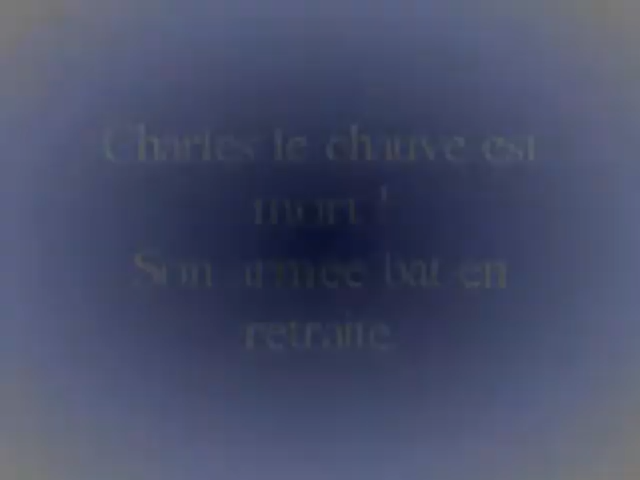 Charles le chauve est
mort !
Son armée bat en
retraite.